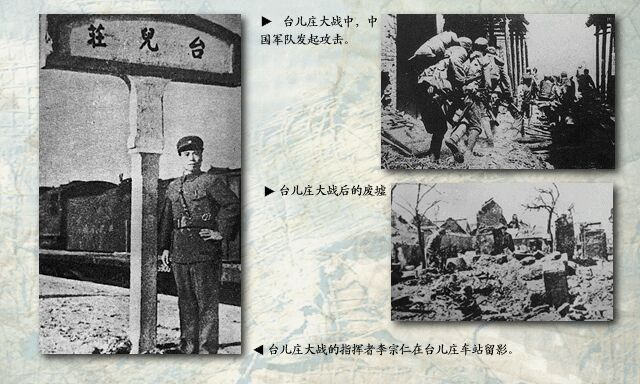 莊兒台
▶ 台儿庄大战中，中
国军队发起攻击。
▶ 台儿庄大战后的废墟
◀ 台儿庄大战的指挥者李宗仁在台儿庄车站留影。